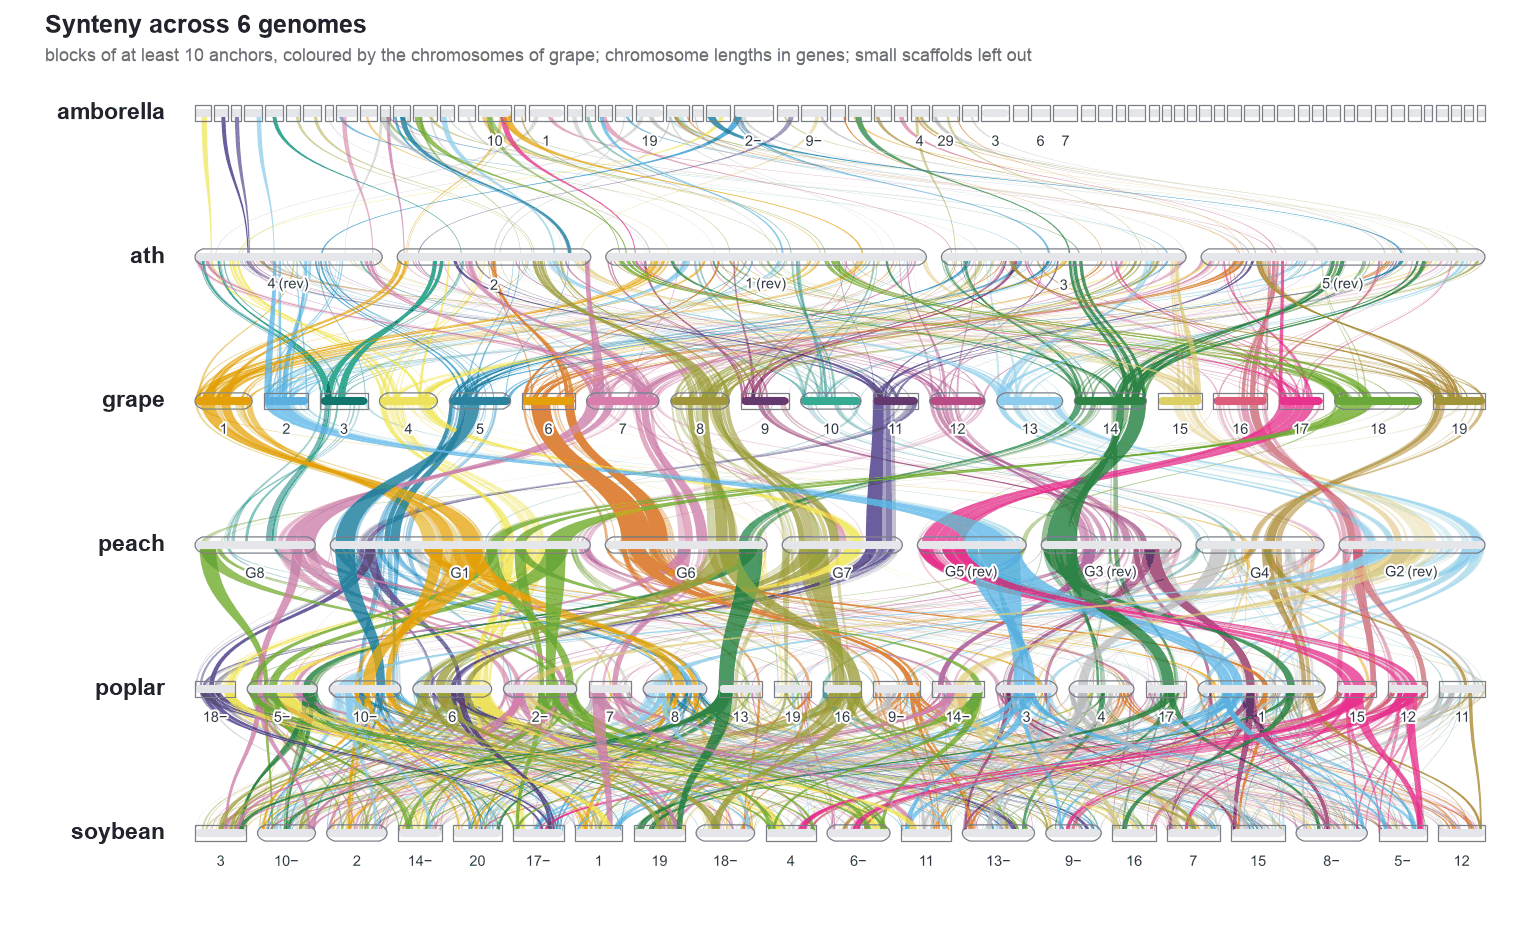 Synteny across 6 genomes
blocks of at least 10 anchors, coloured by the chromosomes of grape; chromosome lengths in genes; small scaffolds left out
amborella
10 1 19 2− 9− 4 29 3 6 7
ath
4 (rev) 2 1 (rev) 3 5 (rev)
grape
1 2 3 4 5 6 7 8 9 10 11 12 13 14 15 16 17 18 19
peach
G8 G1 G6 G7 G5 (rev) G3 (rev) G4 G2 (rev)
poplar
18− 5− 10− 6 2− 7 8 13 19 16 9− 14− 3 4 17 1 15 12 11
soybean
3 10− 2 14− 20 17− 1 19 18− 4 6− 11 13− 9− 16 7 15 8− 5− 12